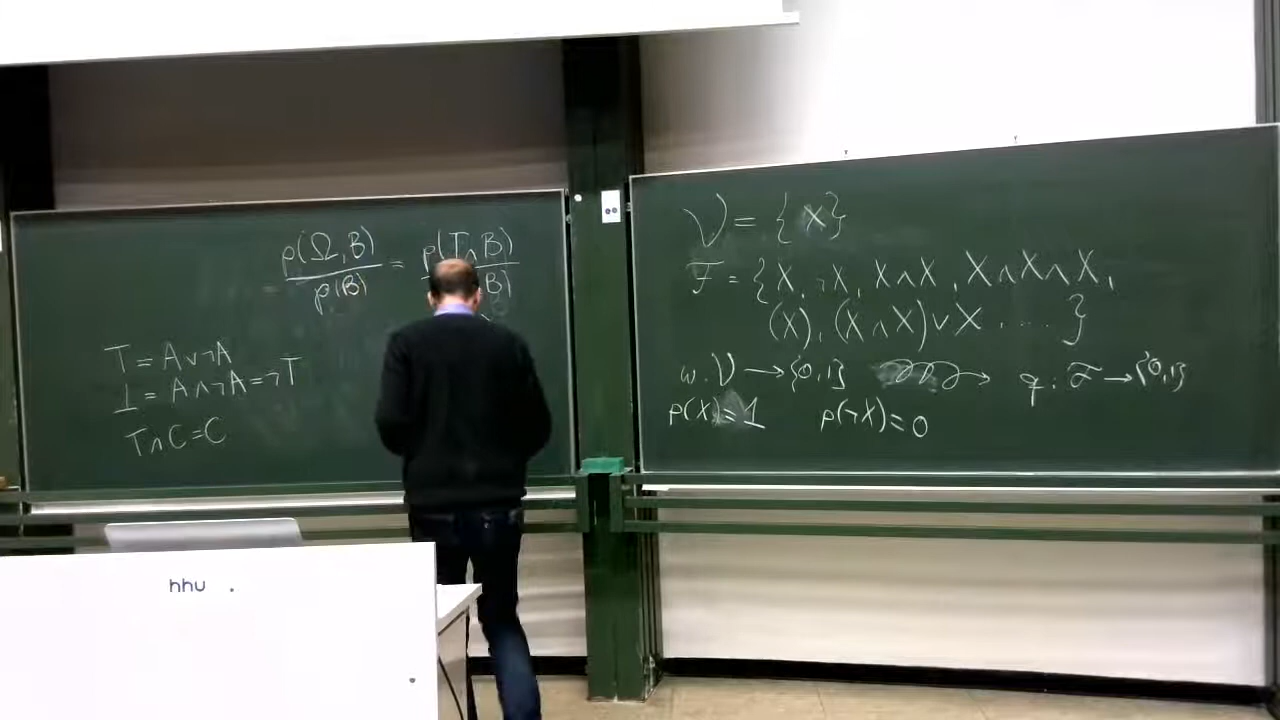 p(Ω,B) / p(B) = p(T∧B) / B)
T = A∨¬A
⊥ = A∧¬A = ¬T
T∧C = C
V = { X }
F = {X, ¬X, X∧X, X∧X∧X,
(X), (X∧X)∨X, .... }
w: V → {0,1} q: F → {0,1}
p(X) = 1 p(¬X) = 0
hhu.